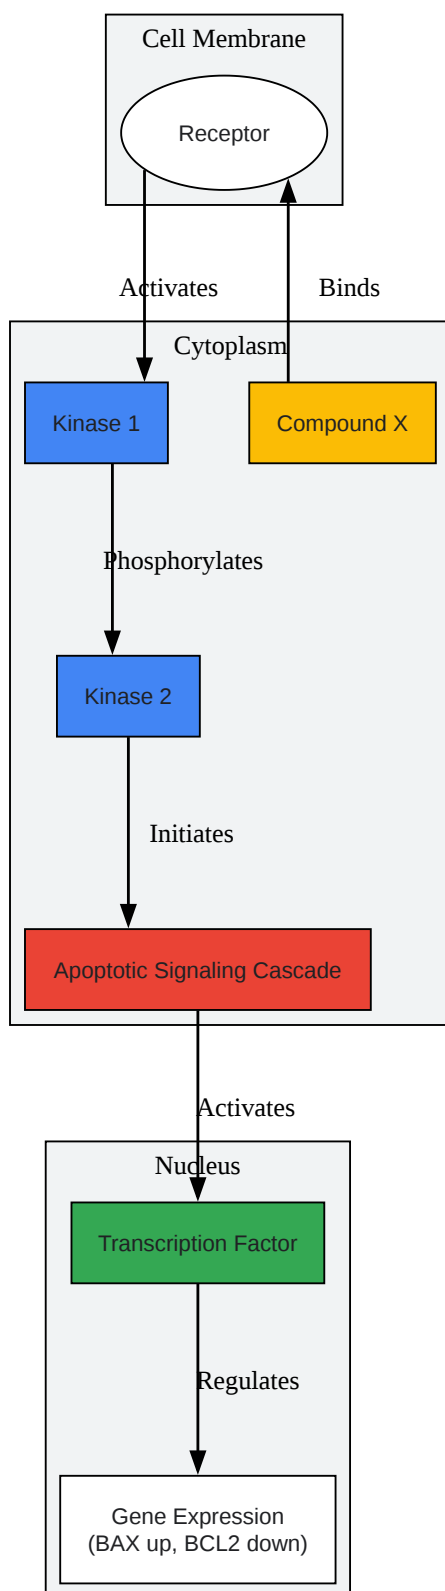 Cell Membrane
Receptor
Activates
Binds
Cytoplasm
Kinase 1
Compound X
Phosphorylates
Kinase 2
Initiates
Apoptotic Signaling Cascade
Activates
Nucleus
Transcription Factor
Regulates
Gene Expression
(BAX up, BCL2 down)